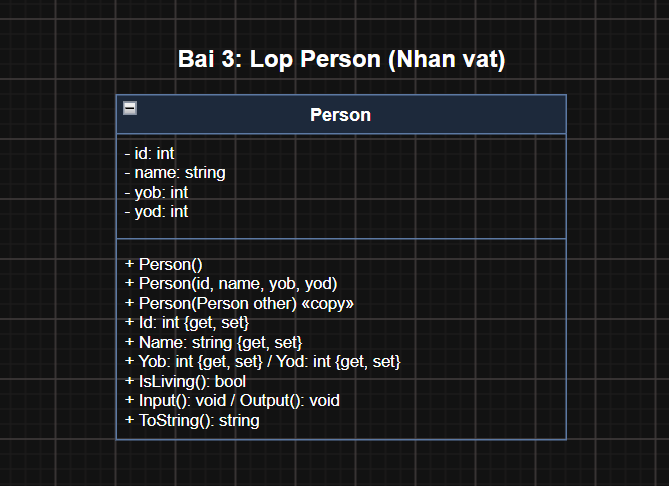 Bai 3: Lop Person (Nhan vat)
Person
- id: int
- name: string
- yob: int
- yod: int
+ Person()
+ Person(id, name, yob, yod)
+ Person(Person other) «copy»
+ Id: int {get, set}
+ Name: string {get, set}
+ Yob: int {get, set} / Yod: int {get, set}
+ IsLiving(): bool
+ Input(): void / Output(): void
+ ToString(): string